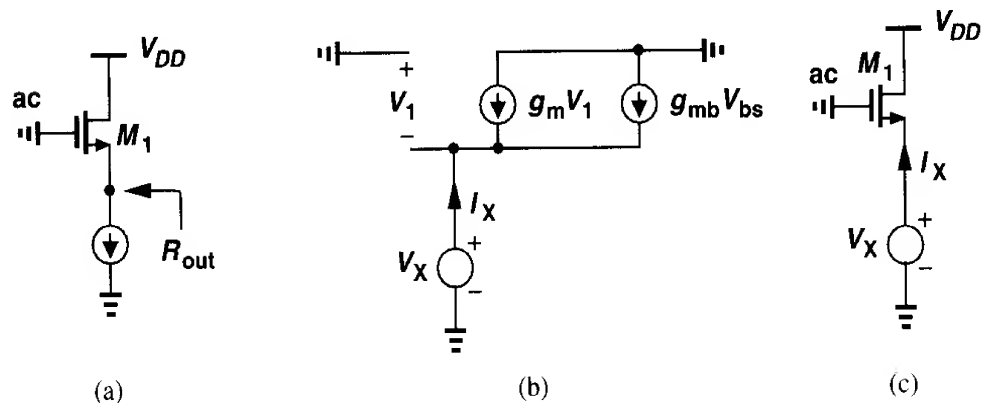 V_DD
ac
M_1
R_out
(a)
+
V_1
−
g_m V_1
g_mb V_bs
I_X
V_X
+
−
(b)
V_DD
M_1
ac
I_X
V_X
+
−
(c)